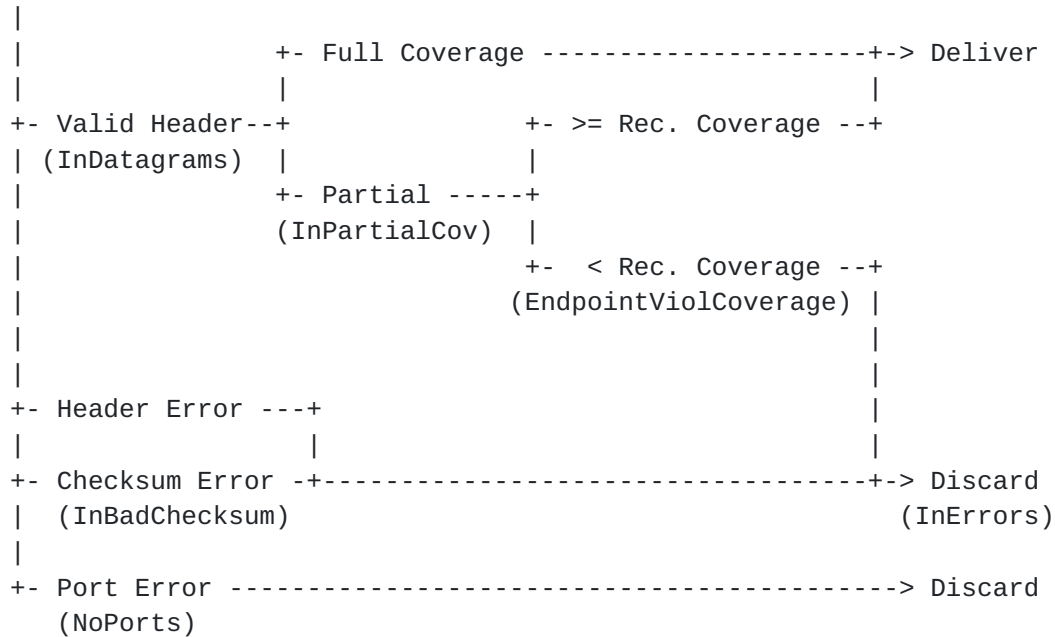 |
|                 +- Full Coverage ---------------------+-> Deliver
|                 |                                     |
+- Valid Header--+               +- >= Rec. Coverage --+
| (InDatagrams)  |               |
|                +- Partial -----+
|                (InPartialCov)  |
|                                +-  < Rec. Coverage --+
|                               (EndpointViolCoverage) |
|                                                      |
|                                                      |
+- Header Error ---+                                   |
|                  |                                   |
+- Checksum Error -+-----------------------------------+-> Discard
|  (InBadChecksum)                                       (InErrors)
|
+- Port Error -------------------------------------------> Discard
   (NoPorts)